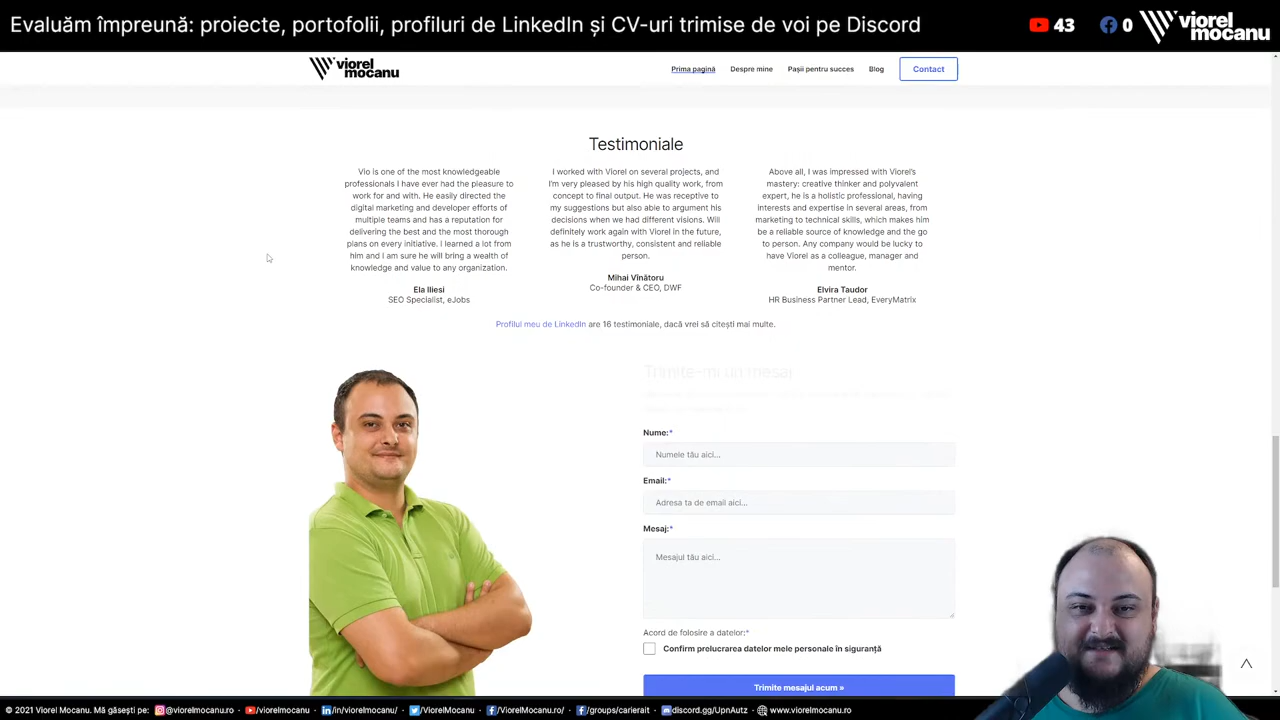 Evaluăm împreună: proiecte, portofolii, profiluri de LinkedIn și CV-uri trimise de voi pe Discord
43
0
viorel mocanu
viorel mocanu
Prima pagină
Despre mine
Pașii pentru succes
Blog
Contact
Testimoniale
Vio is one of the most knowledgeable
professionals I have ever had the pleasure to
work for and with. He easily directed the
digital marketing and developer efforts of
multiple teams and has a reputation for
delivering the best and the most thorough
plans on every initiative. I learned a lot from
him and I am sure he will bring a wealth of
knowledge and value to any organization.
Ela Iliesi
SEO Specialist, eJobs
I worked with Viorel on several projects, and
I'm very pleased by his high quality work, from
concept to final output. He was receptive to
my suggestions but also able to argument his
decisions when we had different visions. Will
definitely work again with Viorel in the future,
as he is a trustworthy, consistent and reliable
person.
Mihai Vînătoru
Co-founder & CEO, DWF
Above all, I was impressed with Viorel's
mastery: creative thinker and polyvalent
expert, he is a holistic professional, having
interests and expertise in several areas, from
marketing to technical skills, which makes him
be a reliable source of knowledge and the go
to person. Any company would be lucky to
have Viorel as a colleague, manager and
mentor.
Elvira Taudor
HR Business Partner Lead, EveryMatrix
Profilul meu de LinkedIn are 16 testimoniale, dacă vrei să citești mai multe.
Trimite-mi un mesaj
Nume:*
Numele tău aici...
Email:*
Adresa ta de email aici...
Mesaj:*
Mesajul tău aici...
Acord de folosire a datelor:*
Confirm prelucrarea datelor mele personale în siguranță
Trimite mesajul acum »
© 2021 Viorel Mocanu. Mă găsești pe:
@viorelmocanu.ro
/viorelmocanu
/in/viorelmocanu/
/ViorelMocanu
/ViorelMocanu.ro/
/groups/carierait
discord.gg/UpnAutz
www.viorelmocanu.ro